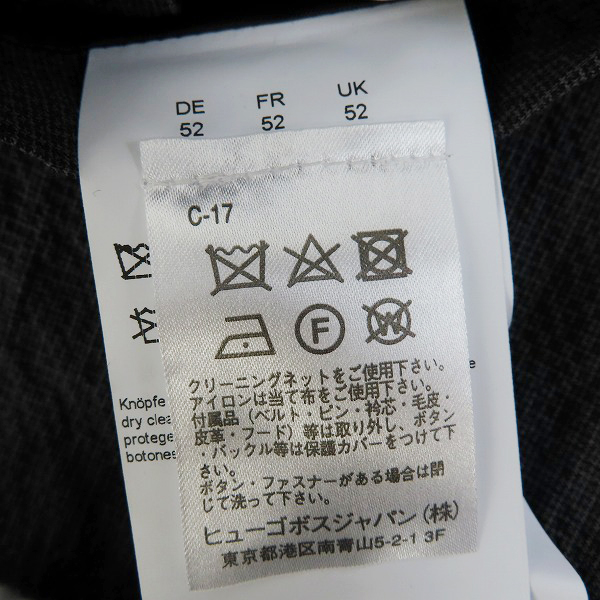 DE FR UK
52 52 52
C-17
F
W
クリーニングネットをご使用下さい。
アイロンは当て布をご使用下さい。
付属品（ベルト・ピン・衿芯・毛皮・
皮革・フード）等は取り外し、ボタン
・バックル等は保護カバーをつけて下
さい。
ボタン・ファスナーがある場合は閉
じて洗って下さい。
ヒューゴボスジャパン（株）
東京都港区南青山5-2-1 3F
Knöpfe
dry clea
protege
botones